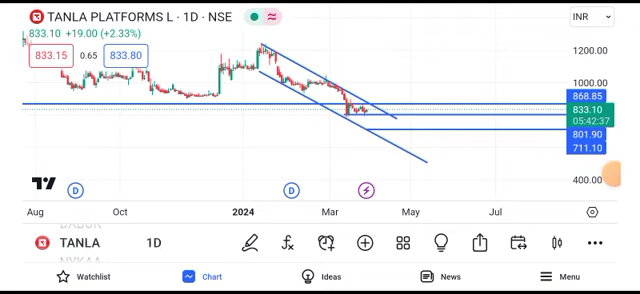 TANLA PLATFORMS L · 1D · NSE
INR
833.10 +19.00 (+2.33%)
833.15 0.65 833.80
1200.00
1000.00
868.85
833.10
05:42:37
801.90
711.10
400.00
D D
Aug Oct 2024 Mar May Jul
DABUR
TANLA 1D
NYKAA
Watchlist Chart Ideas News Menu